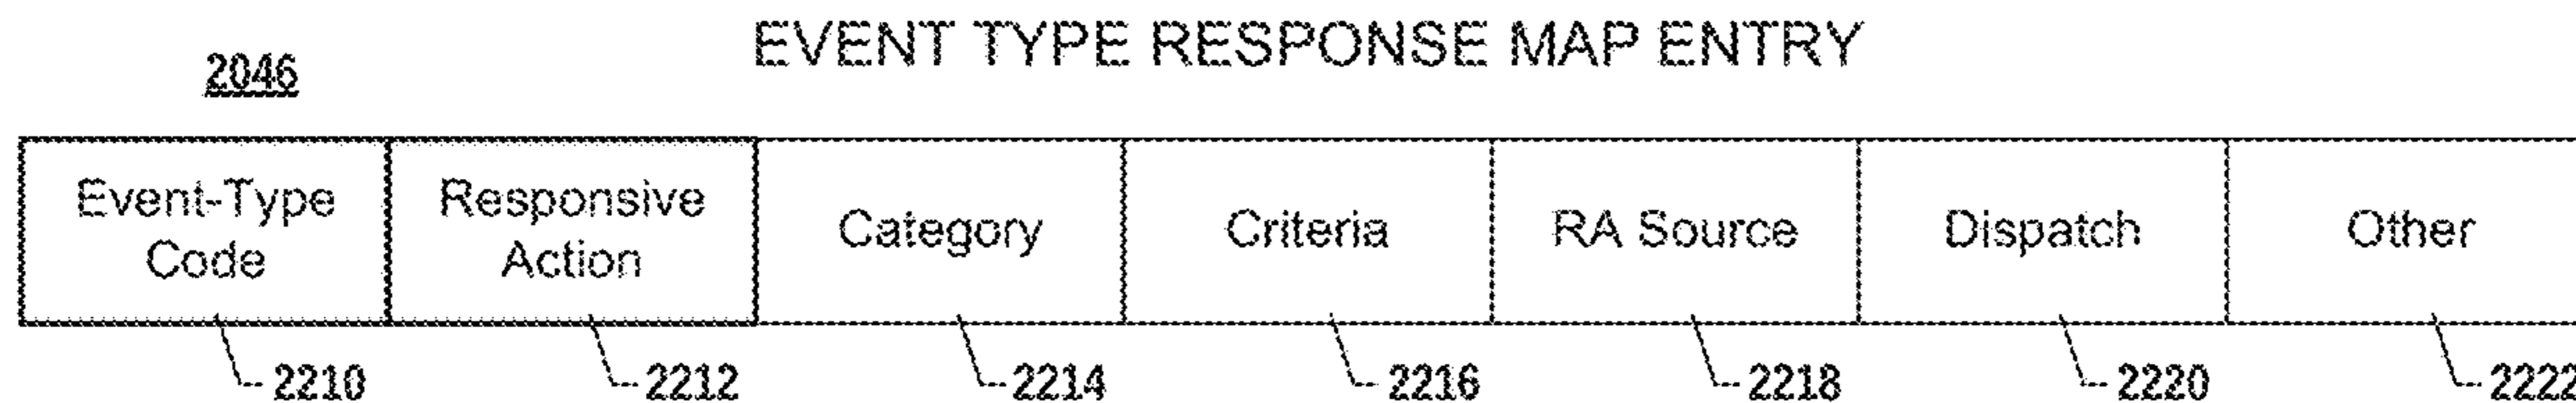 EVENT TYPE RESPONSE MAP ENTRY
2046
Event-Type
Code
Responsive
Action
Category
Criteria
RA Source
Dispatch
Other
2210
2212
2214
2216
2218
2220
2222